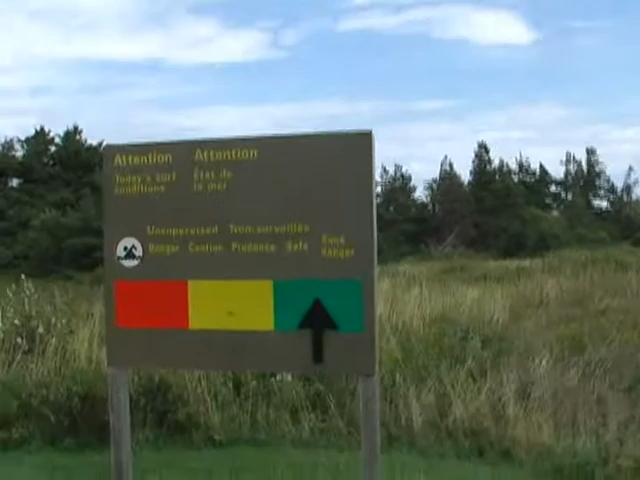 Attention Attention
Today's surf État de
conditions la mer
Unsupervised Non-surveillée
Danger Caution Prudence Safe Sans
danger